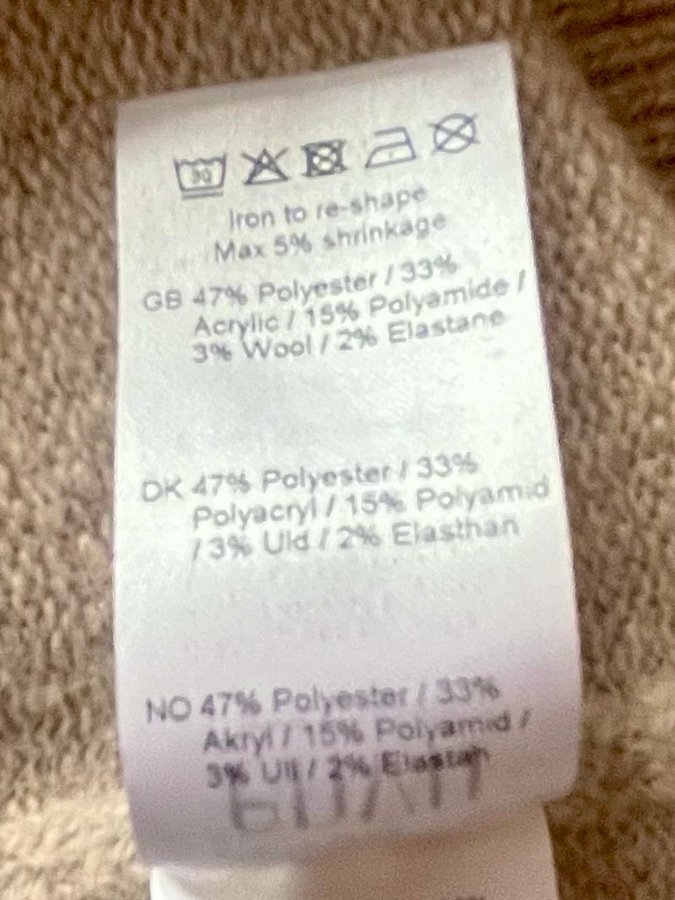 30
Iron to re-shape
Max 5% shrinkage
GB 47% Polyester / 33%
Acrylic / 15% Polyamide /
3% Wool / 2% Elastane
DK 47% Polyester / 33%
Polyacryl / 15% Polyamid
/ 3% Uld / 2% Elasthan
NO 47% Polyester / 33%
Akryl / 15% Polyamid /
3% Ull / 2% Elastan